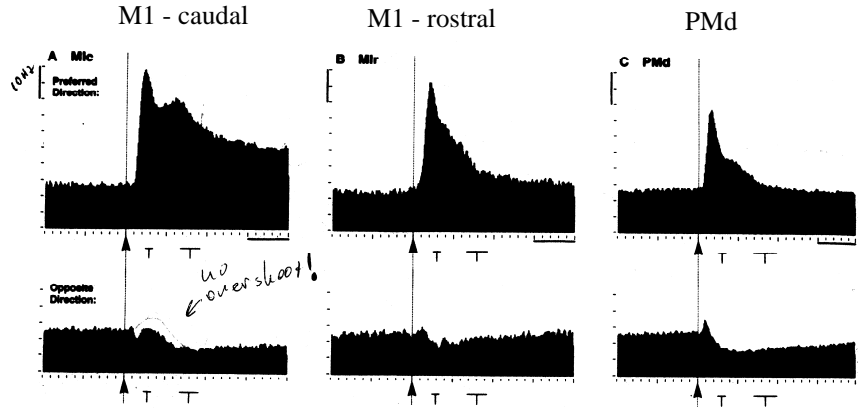 M1 - caudal
M1 - rostral
PMd
A MIc
B MIr
C PMd
10Hz
Preferred
Direction:
T T
T T
T T
Opposite
Direction:
no
overshoot!
T T
T T
T T